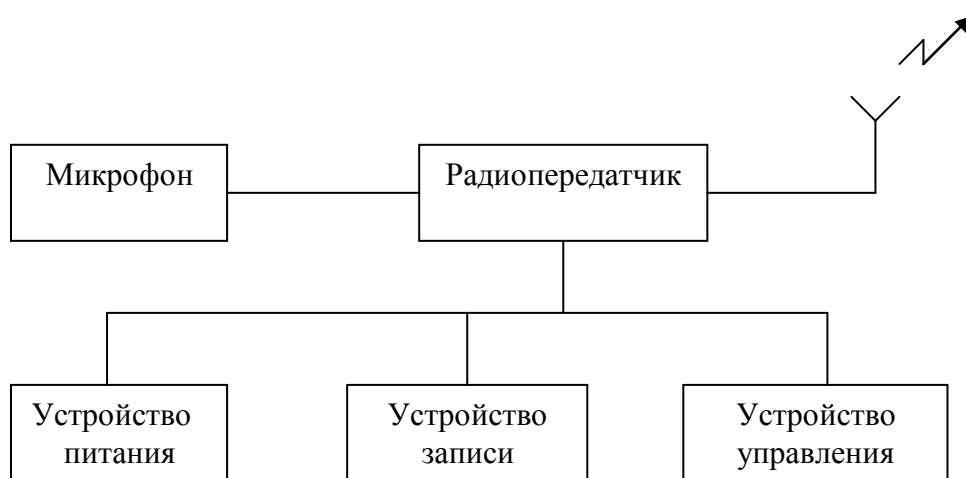 Микрофон
Радиопередатчик
Устройство
питания
Устройство
записи
Устройство
управления